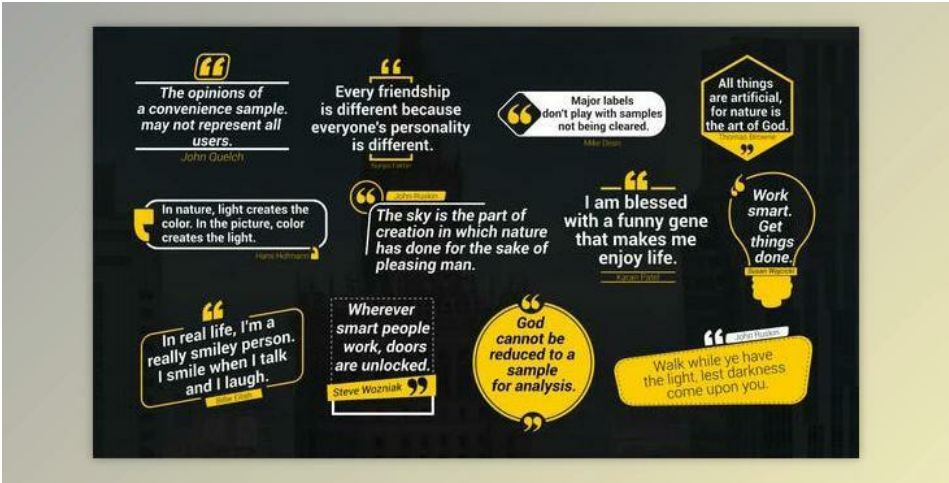 The opinions of
a convenience sample.
may not represent all
users.
John Quelch
Every friendship
is different because
everyone's personality
is different.
Major labels
don't play with samples
not being cleared.
Mike Dean
All things
are artificial,
for nature is
the art of God.
Thomas Browne
In nature, light creates the
color. In the picture, color
creates the light.
Hans Hofmann
John Ruskin
The sky is the part of
creation in which nature
has done for the sake of
pleasing man.
I am blessed
with a funny gene
that makes me
enjoy life.
Karan Patel
Work
smart.
Get
things
done.
Susan Wojcicki
In real life, I'm a
really smiley person.
I smile when I talk
and I laugh.
Billie Eilish
Wherever
smart people
work, doors
are unlocked.
Steve Wozniak
God
cannot be
reduced to a
sample
for analysis.
John Ruskin
Walk while ye have
the light, lest darkness
come upon you.